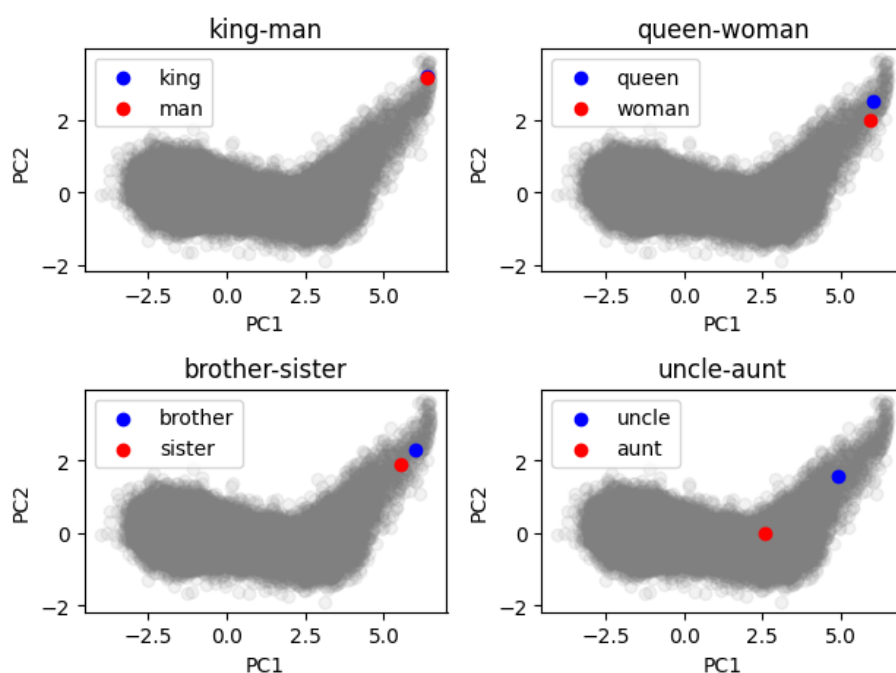 king-man
king
man
PC2
2
0
−2
−2.5 0.0 2.5 5.0
PC1
queen-woman
queen
woman
PC2
2
0
−2
−2.5 0.0 2.5 5.0
PC1
brother-sister
brother
sister
PC2
2
0
−2
−2.5 0.0 2.5 5.0
PC1
uncle-aunt
uncle
aunt
PC2
2
0
−2
−2.5 0.0 2.5 5.0
PC1